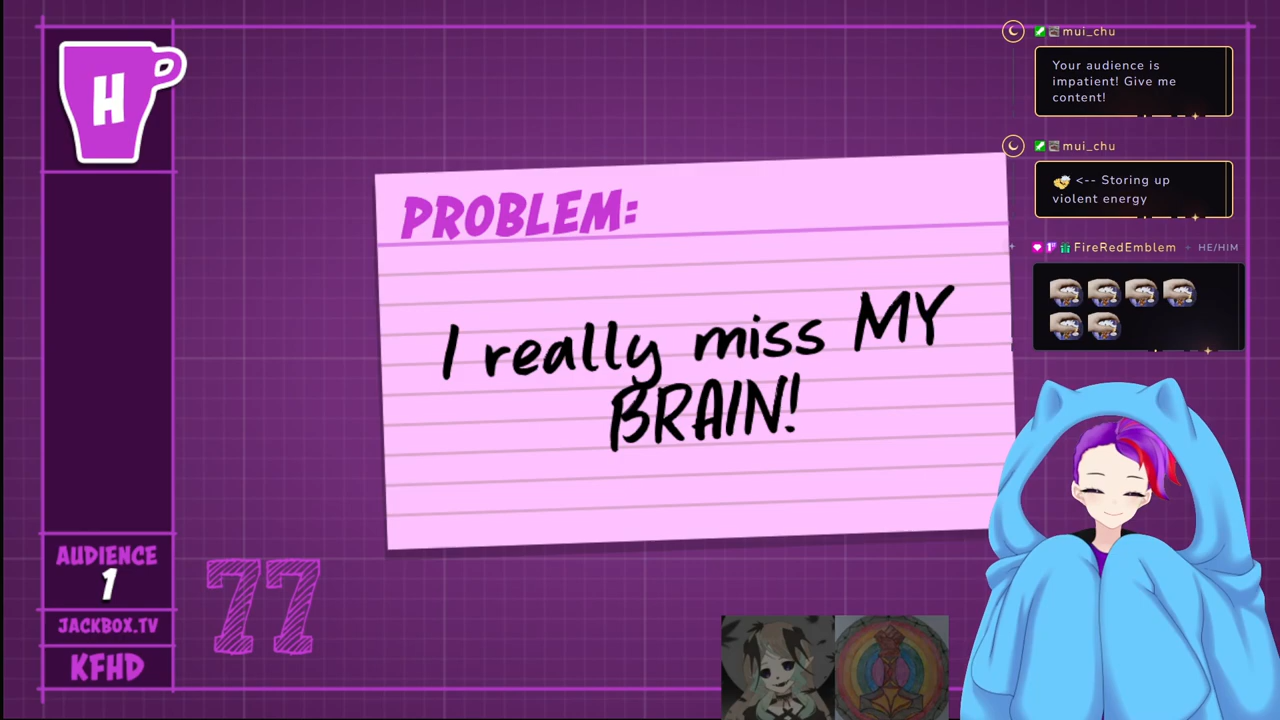 H
PROBLEM:
I really miss MY
BRAIN!
AUDIENCE
1
JACKBOX.TV
KFHD
77
mui_chu
Your audience is
impatient! Give me
content!
mui_chu
<-- Storing up
violent energy
1st FireRedEmblem HE/HIM